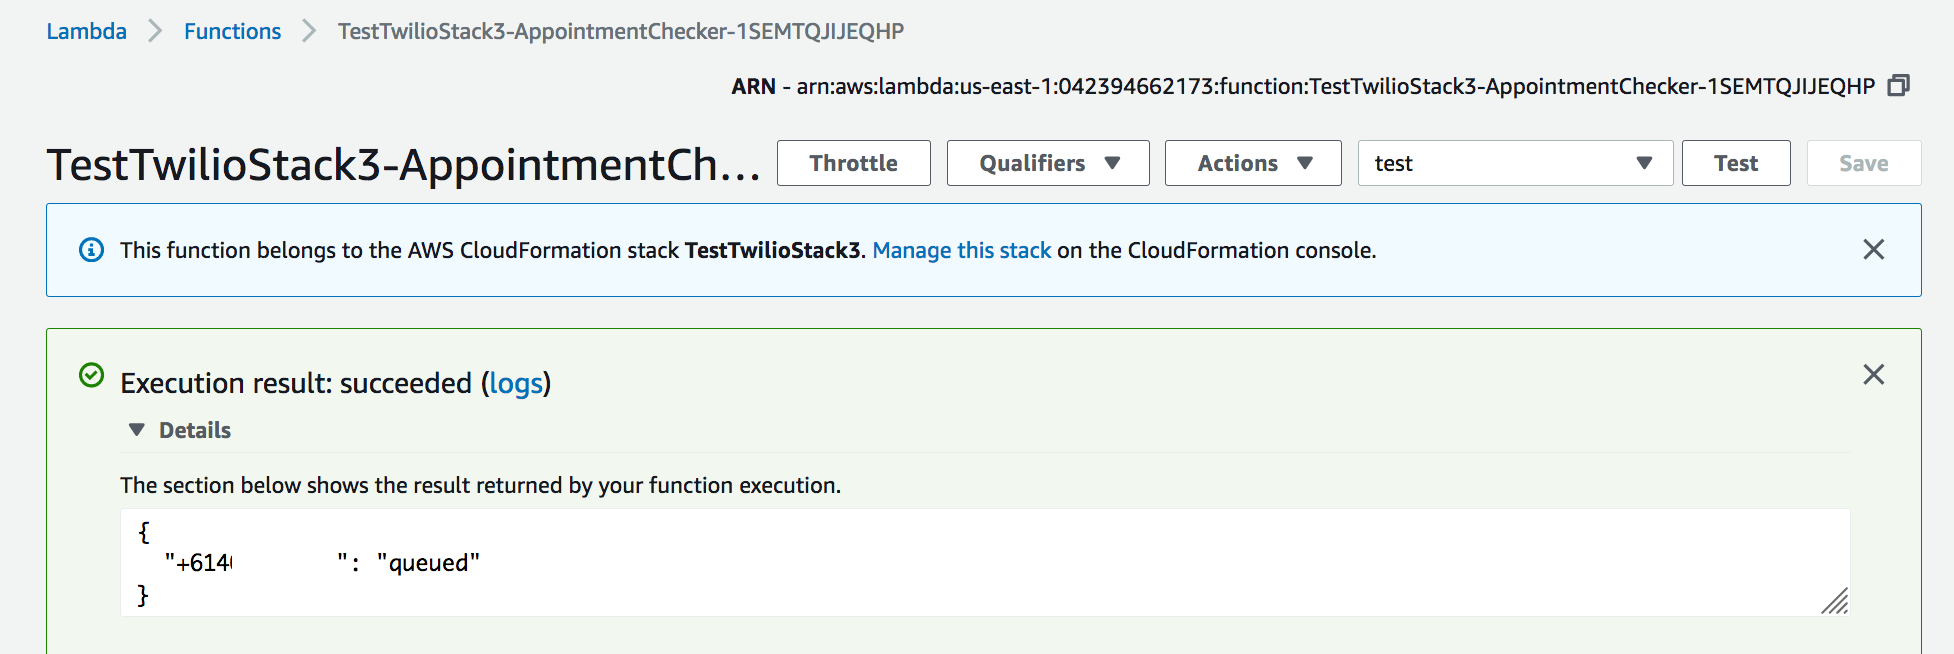 Lambda > Functions > TestTwilioStack3-AppointmentChecker-1SEMTQJIJEQHP
ARN - arn:aws:lambda:us-east-1:042394662173:function:TestTwilioStack3-AppointmentChecker-1SEMTQJIJEQHP
TestTwilioStack3-AppointmentCh... Throttle Qualifiers Actions test Test Save
This function belongs to the AWS CloudFormation stack TestTwilioStack3. Manage this stack on the CloudFormation console.
Execution result: succeeded (logs)
Details
The section below shows the result returned by your function execution.
{
"+614 ": "queued"
}